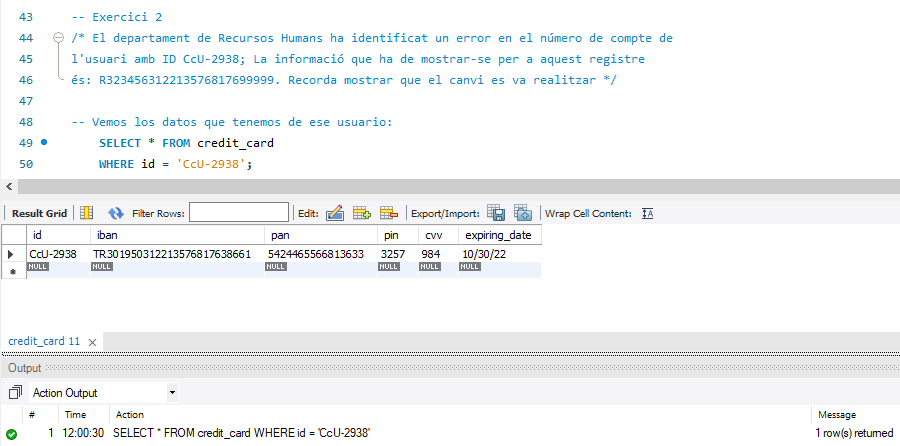 43 -- Exercici 2
44 /* El departament de Recursos Humans ha identificat un error en el número de compte de
45 l'usuari amb ID CcU-2938; La informació que ha de mostrar-se per a aquest registre
46 és: R323456312213576817699999. Recorda mostrar que el canvi es va realitzar */
47
48 -- Vemos los datos que tenemos de ese usuario:
49 SELECT * FROM credit_card
50 WHERE id = 'CcU-2938';
Result Grid Filter Rows: Edit: Export/Import: Wrap Cell Content:
id iban pan pin cvv expiring_date
CcU-2938 TR301950312213576817638661 5424465566813633 3257 984 10/30/22
NULL NULL NULL NULL NULL NULL
credit_card 11
Output
Action Output
# Time Action Message
1 12:00:30 SELECT * FROM credit_card WHERE id = 'CcU-2938' 1 row(s) returned